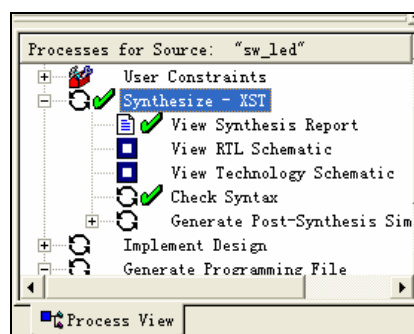 Processes for Source: "sw_led"
User Constraints
Synthesize - XST
View Synthesis Report
View RTL Schematic
View Technology Schematic
Check Syntax
Generate Post-Synthesis Sim
Implement Design
Generate Programming File
Process View